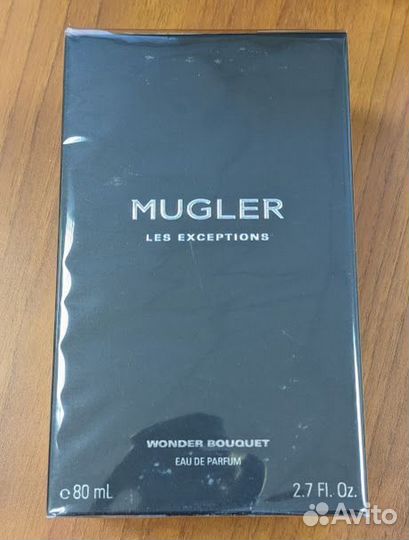 MUGLER
LES EXCEPTIONS
WONDER BOUQUET
EAU DE PARFUM
℮ 80 mL 2.7 Fl. Oz.
Avito